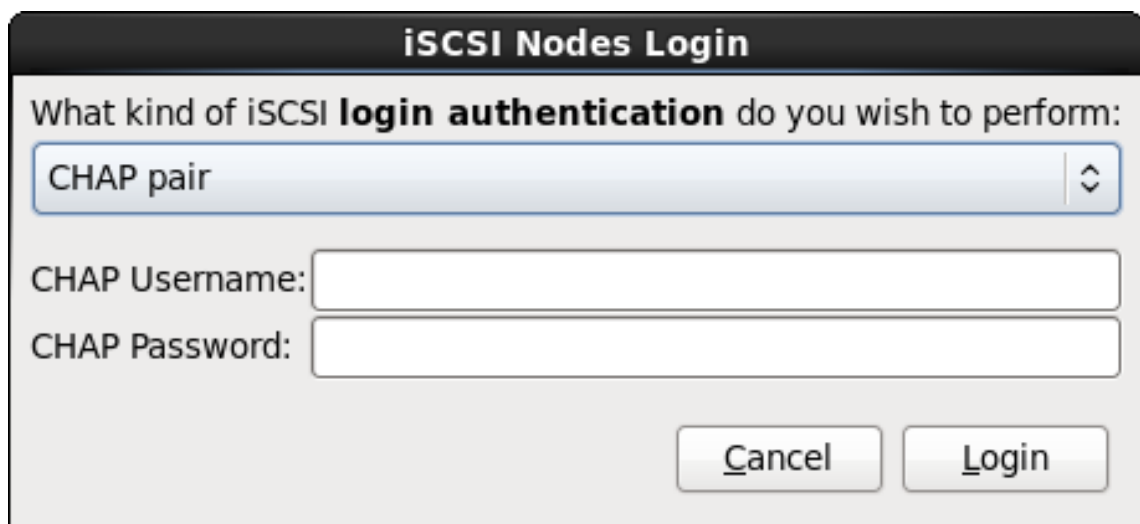 iSCSI Nodes Login
What kind of iSCSI login authentication do you wish to perform:
CHAP pair
CHAP Username:
CHAP Password:
Cancel Login